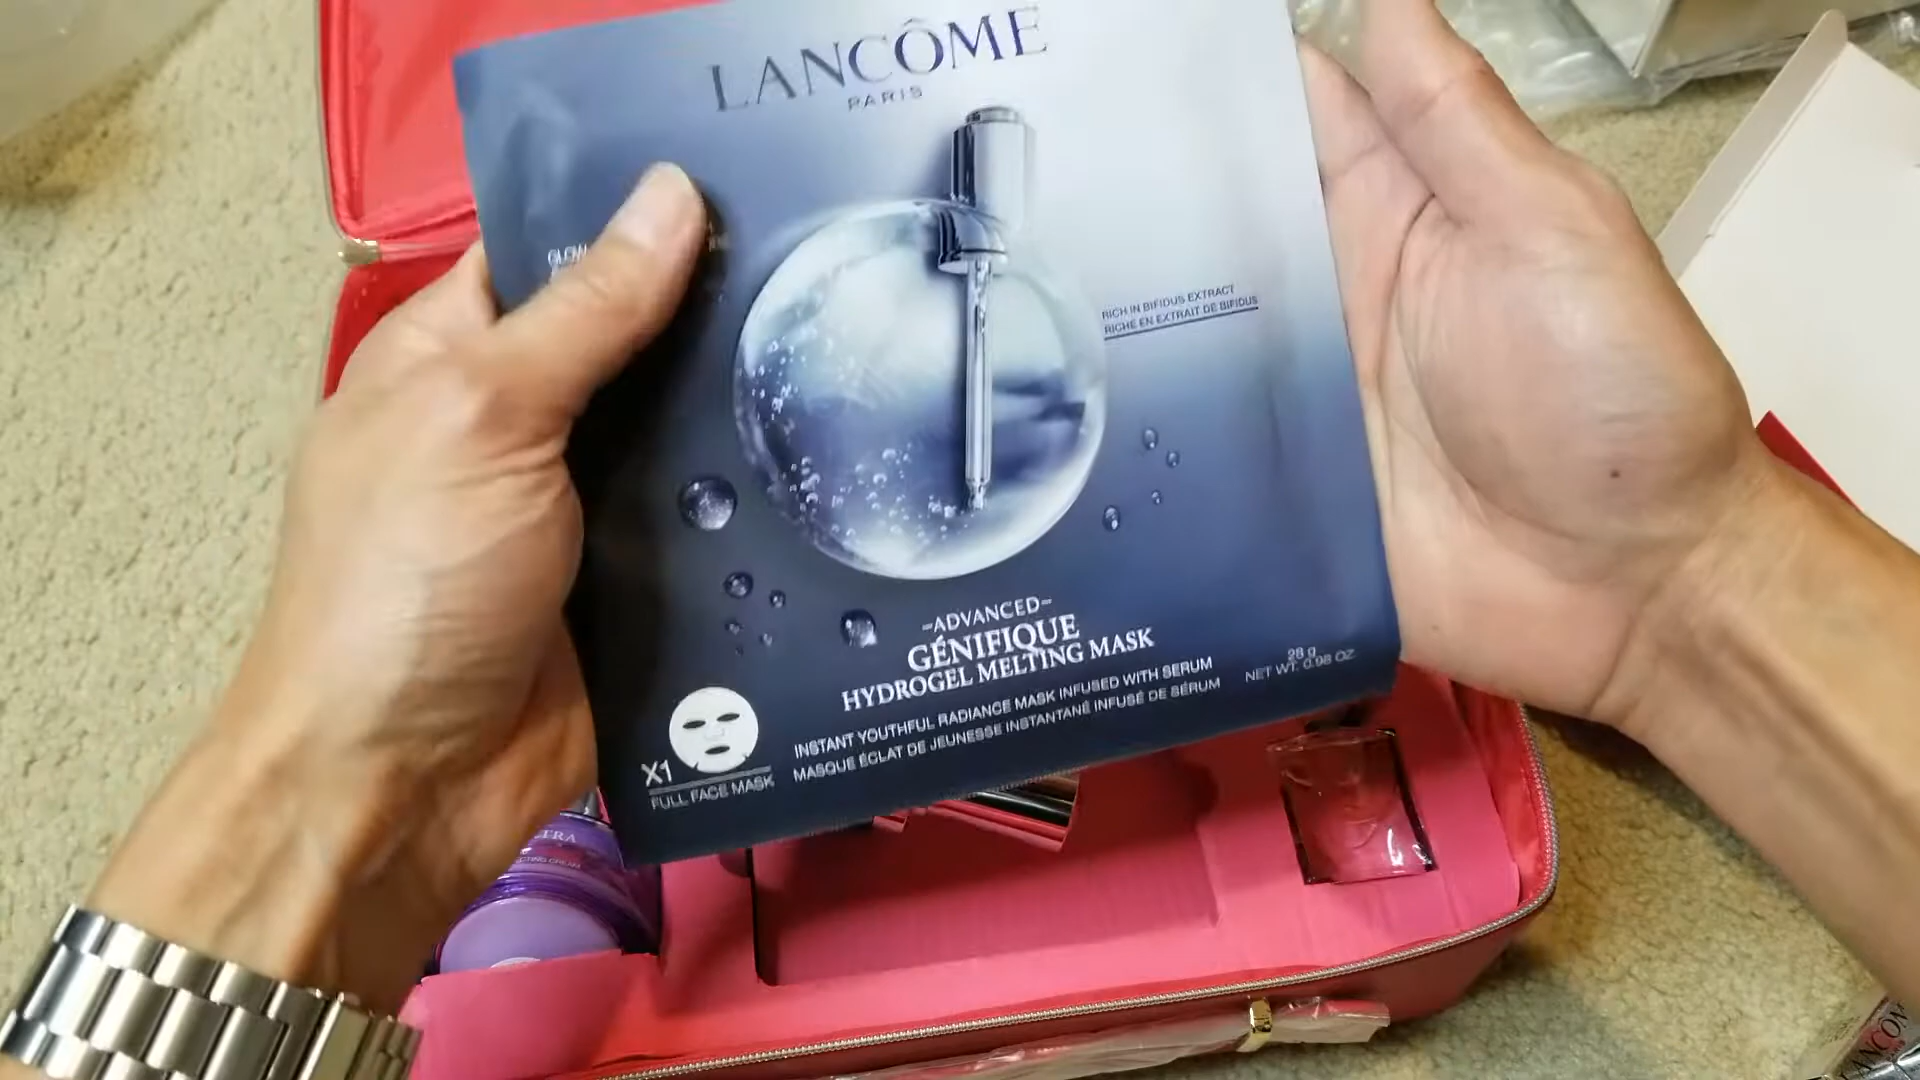 LANCÔME
PARIS
GLOW
RICH IN BIFIDUS EXTRACT
RICHE EN EXTRAIT DE BIFIDUS
-ADVANCED-
GÉNIFIQUE
HYDROGEL MELTING MASK
28 g
NET WT. 0.98 OZ
INSTANT YOUTHFUL RADIANCE MASK INFUSED WITH SERUM
MASQUE ÉCLAT DE JEUNESSE INSTANTANÉ INFUSÉ DE SÉRUM
X1
FULL FACE MASK
CREAM